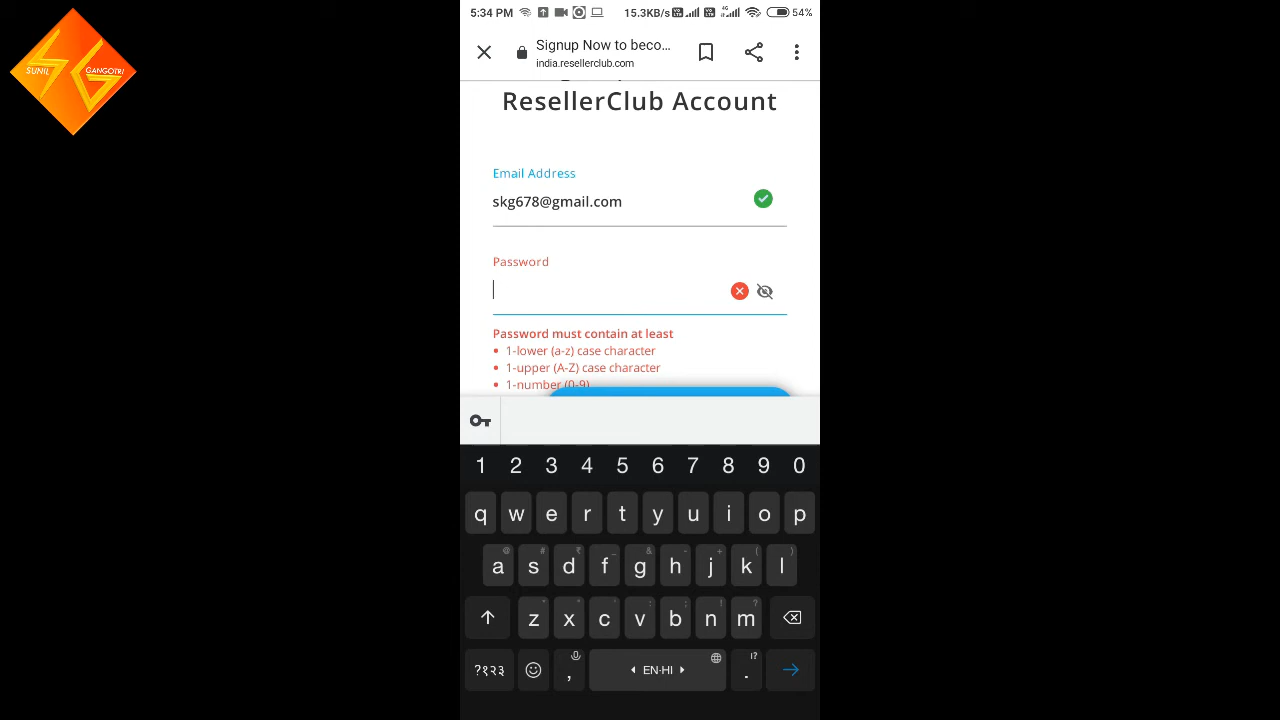 SUNIL
GANGOTRI
5:34 PM 15.3KB/s 4G 54%
Signup Now to beco...
india.resellerclub.com
ResellerClub Account
Email Address
skg678@gmail.com
Password
Password must contain at least
• 1-lower (a-z) case character
• 1-upper (A-Z) case character
• 1-number (0-9)
1 2 3 4 5 6 7 8 9 0
q w e r t y u i o p
@ # ₹ _ & - + ( )
a s d f g h j k l
* " ' : ; ! ?
z x c v b n m
?१२३ , EN-HI !? .